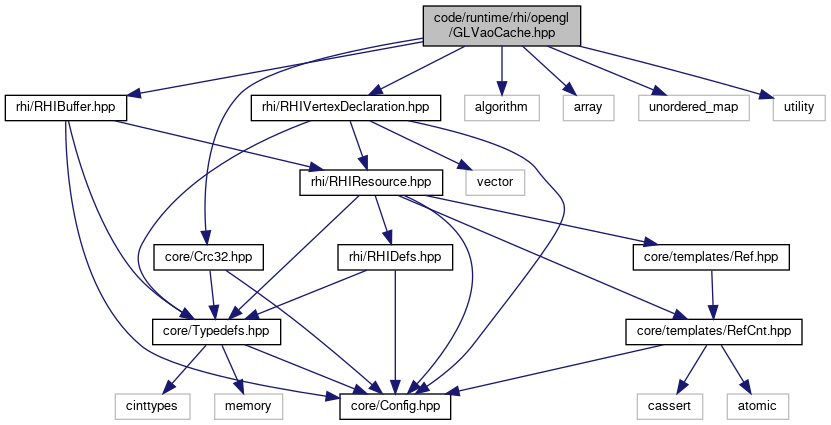 code/runtime/rhi/opengl
/GLVaoCache.hpp
rhi/RHIBuffer.hpp
rhi/RHIVertexDeclaration.hpp
algorithm
array
unordered_map
utility
rhi/RHIResource.hpp
vector
core/Crc32.hpp
rhi/RHIDefs.hpp
core/templates/Ref.hpp
core/Typedefs.hpp
core/templates/RefCnt.hpp
cinttypes
memory
core/Config.hpp
cassert
atomic